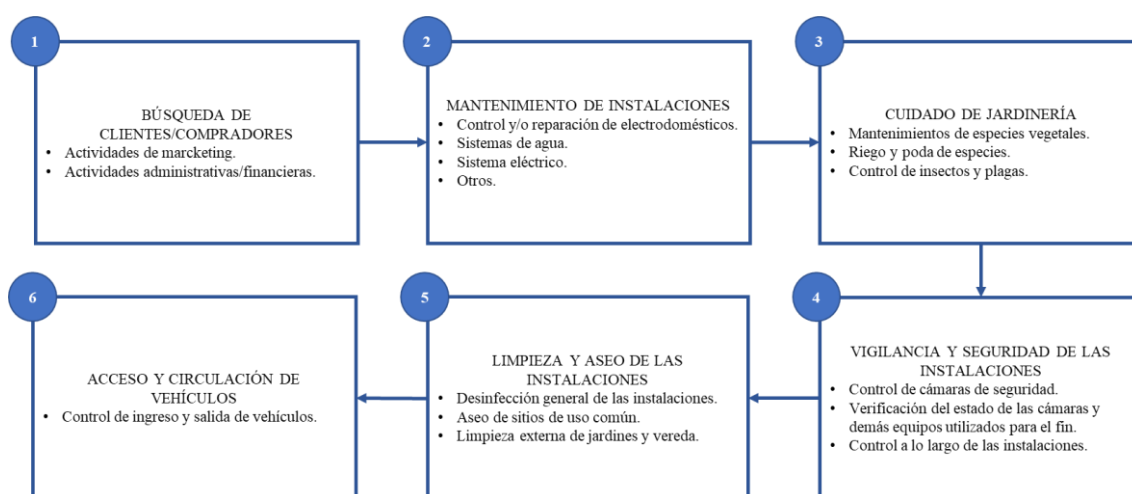 1
BÚSQUEDA DE
CLIENTES/COMPRADORES
• Actividades de marcketing.
• Actividades administrativas/financieras.
2
MANTENIMIENTO DE INSTALACIONES
• Control y/o reparación de electrodomésticos.
• Sistemas de agua.
• Sistema eléctrico.
• Otros.
3
CUIDADO DE JARDINERÍA
• Mantenimientos de especies vegetales.
• Riego y poda de especies.
• Control de insectos y plagas.
4
VIGILANCIA Y SEGURIDAD DE LAS
INSTALACIONES
• Control de cámaras de seguridad.
• Verificación del estado de las cámaras y
demás equipos utilizados para el fin.
• Control a lo largo de las instalaciones.
5
LIMPIEZA Y ASEO DE LAS
INSTALACIONES
• Desinfección general de las instalaciones.
• Aseo de sitios de uso común.
• Limpieza externa de jardines y vereda.
6
ACCESO Y CIRCULACIÓN DE
VEHÍCULOS
• Control de ingreso y salida de vehículos.